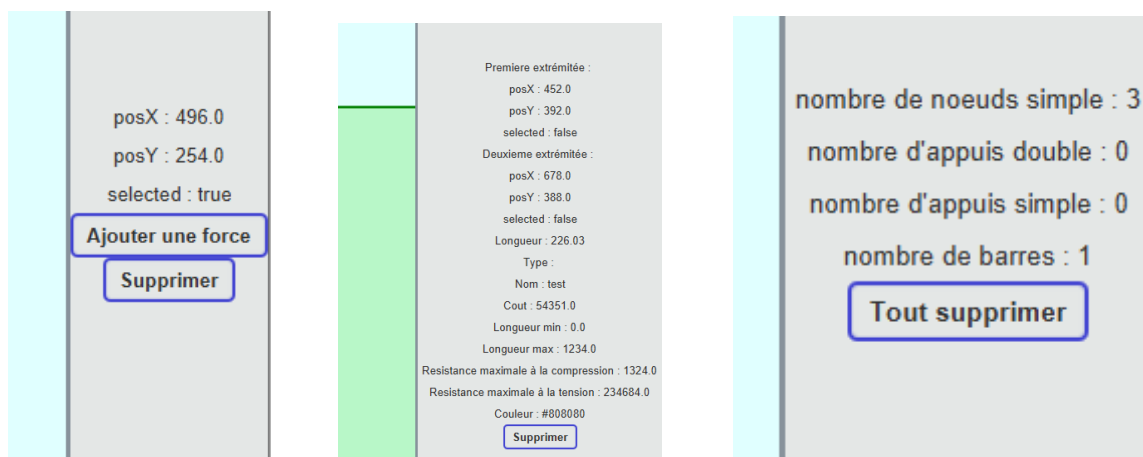 posX : 496.0
posY : 254.0
selected : true
Ajouter une force
Supprimer
Premiere extrémitée :
posX : 452.0
posY : 392.0
selected : false
Deuxieme extrémitée :
posX : 678.0
posY : 388.0
selected : false
Longueur : 226.03
Type :
Nom : test
Cout : 54351.0
Longueur min : 0.0
Longueur max : 1234.0
Resistance maximale à la compression : 1324.0
Resistance maximale à la tension : 234684.0
Couleur : #808080
Supprimer
nombre de noeuds simple : 3
nombre d'appuis double : 0
nombre d'appuis simple : 0
nombre de barres : 1
Tout supprimer